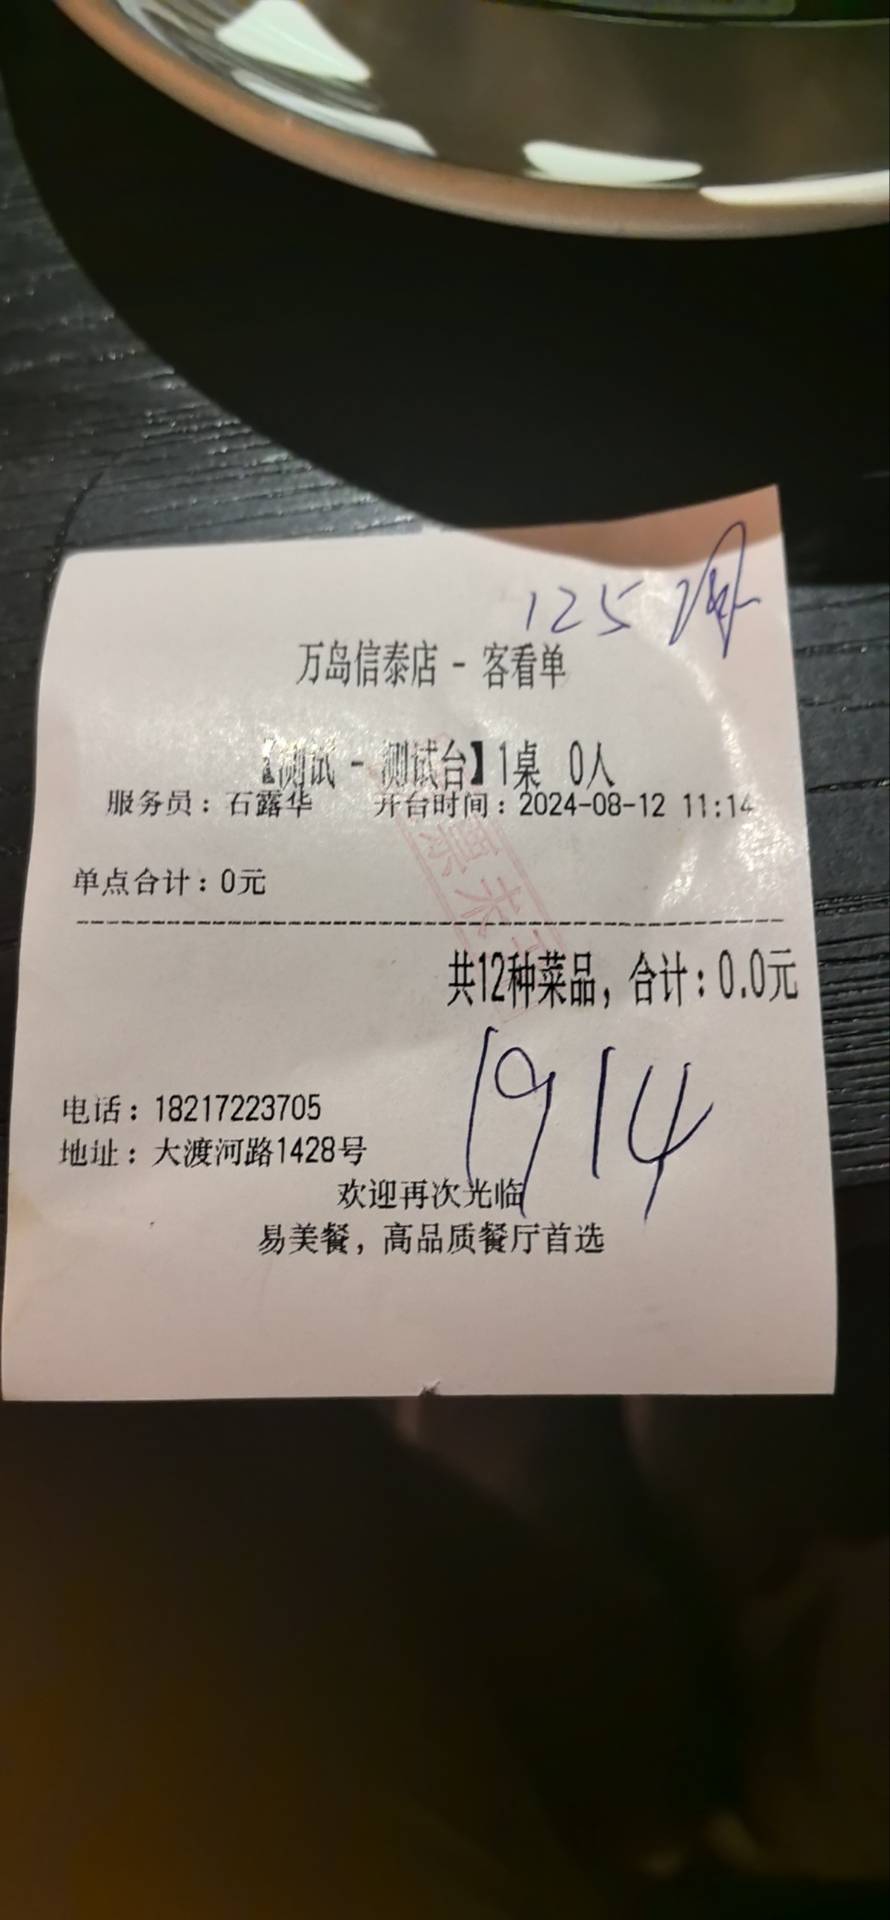 125
万岛信泰店 - 客看单
【测试 - 测试台】1桌 0人
服务员：石露华 开台时间：2024-08-12 11:14
单点合计：0元
共12种菜品，合计：0.0元
1914
电话：18217223705
地址：大渡河路1428号
欢迎再次光临
易美餐，高品质餐厅首选